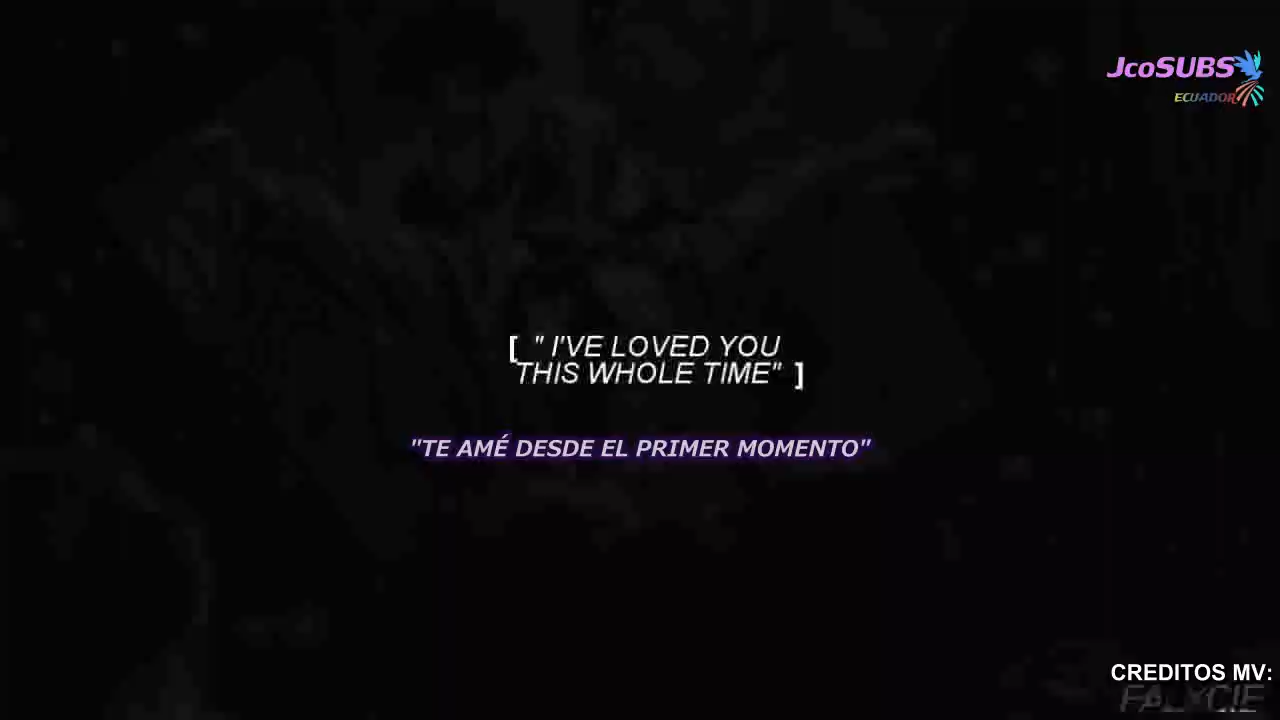 JcoSUBS
ECUADOR
[ " I'VE LOVED YOU
THIS WHOLE TIME" ]
"TE AMÉ DESDE EL PRIMER MOMENTO"
CREDITOS MV: